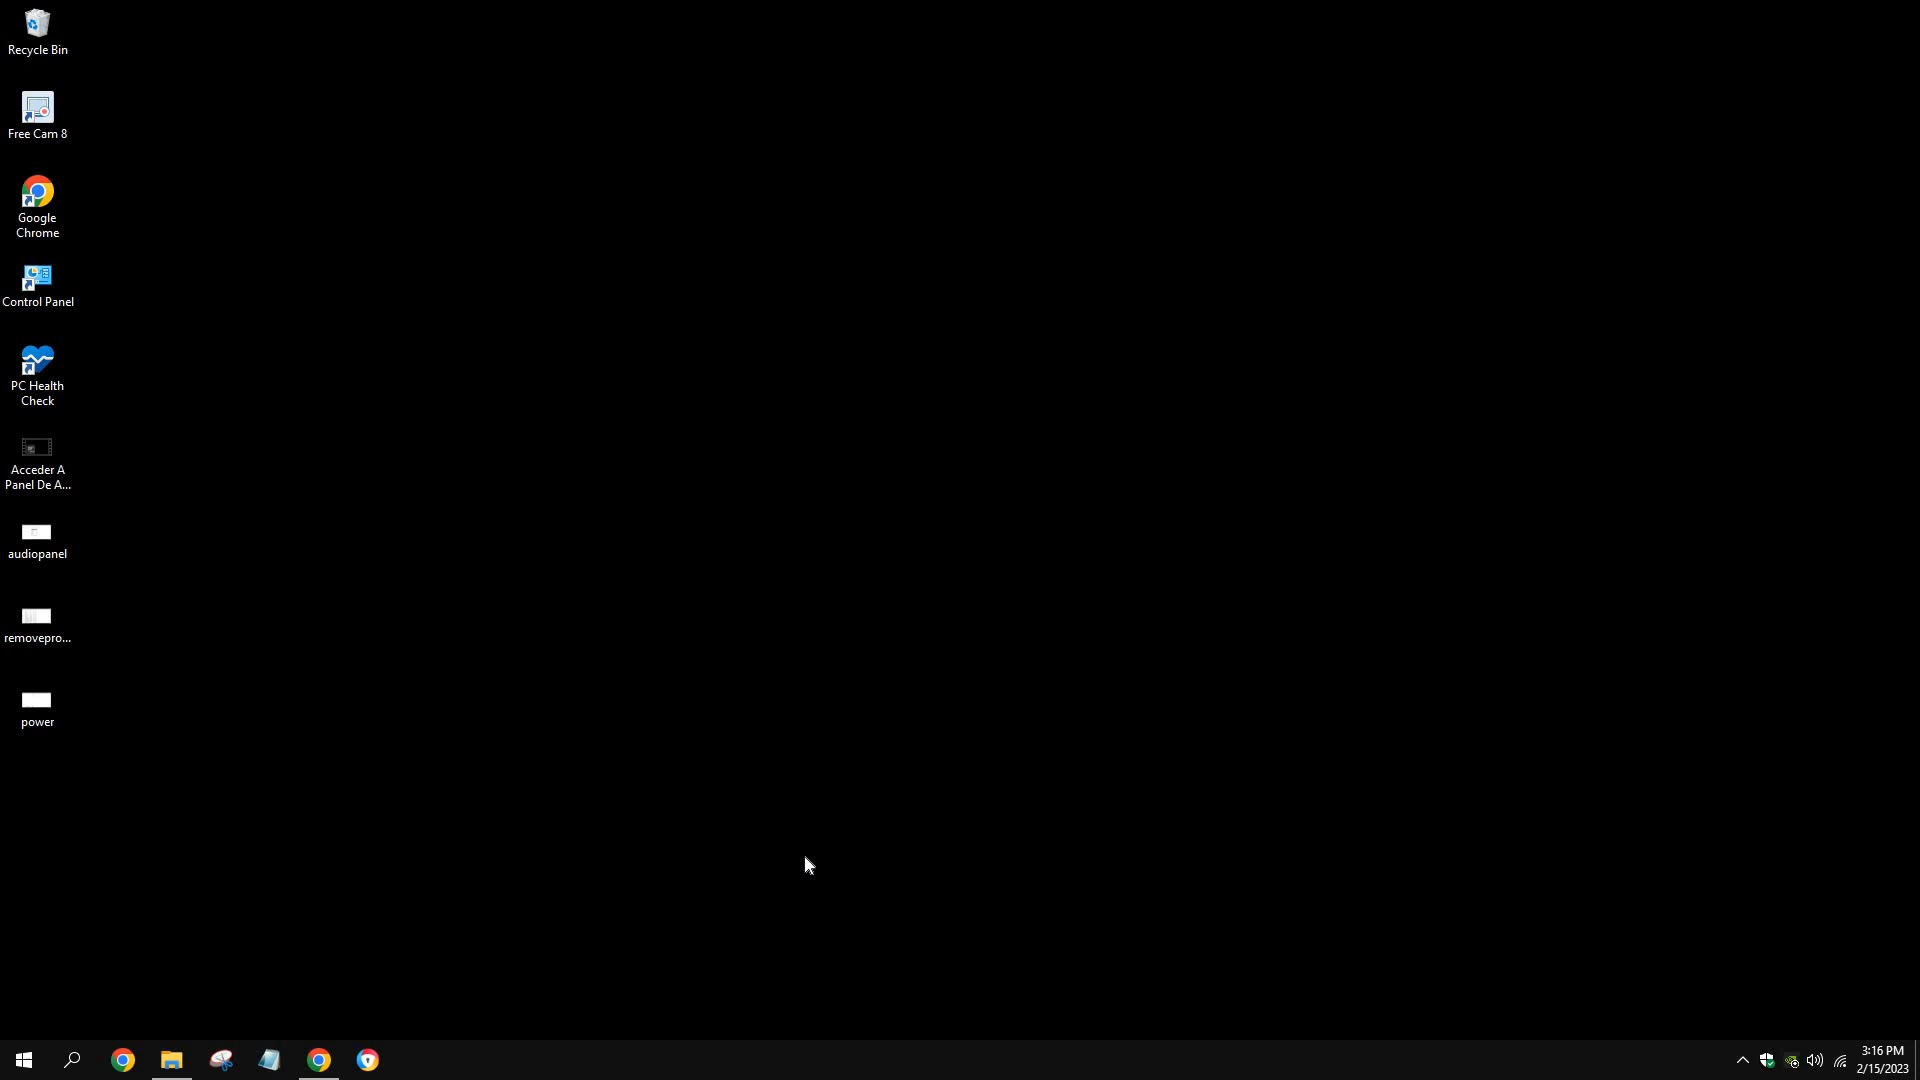 Recycle Bin
Free Cam 8
Google
Chrome
Control Panel
PC Health
Check
Acceder A
Panel De A...
audiopanel
removepro...
power
3:16 PM
2/15/2023